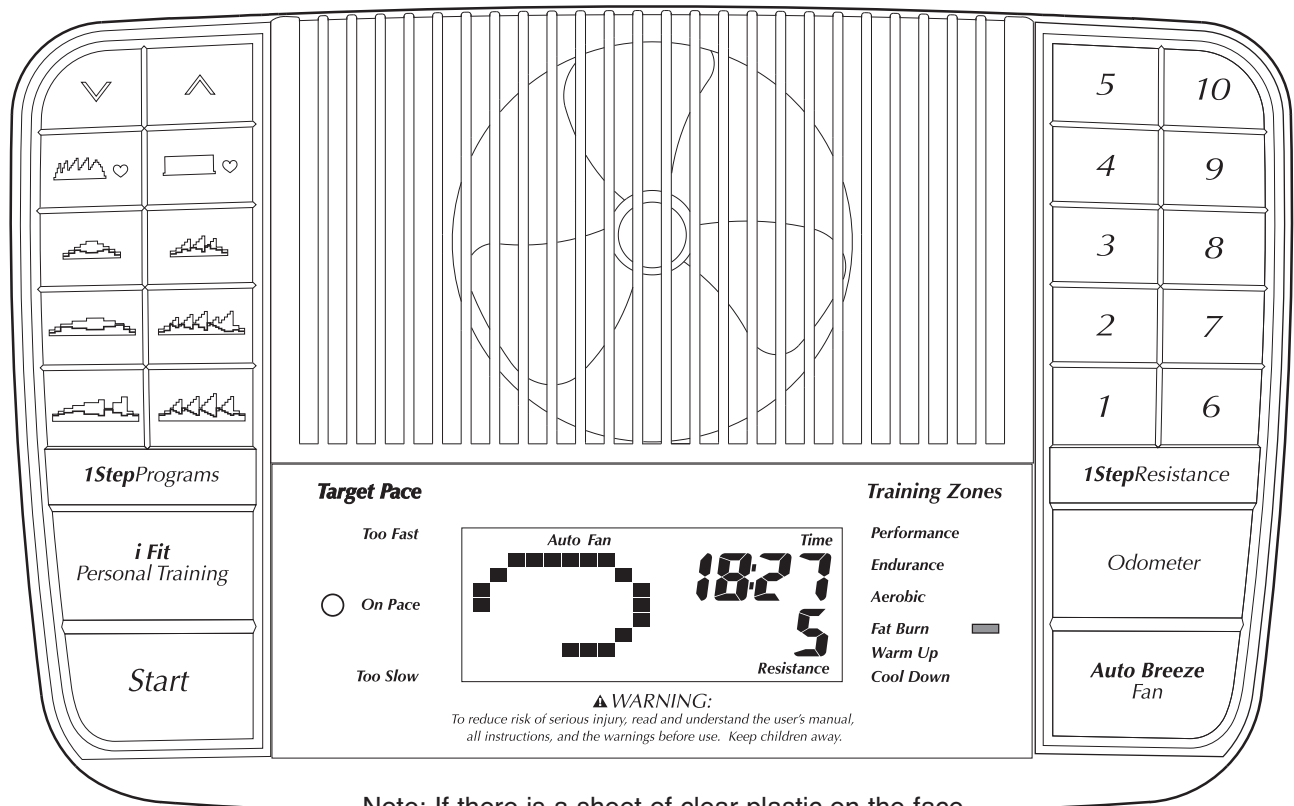 1StepPrograms
i Fit
Personal Training
Start
Target Pace
Too Fast
On Pace
Too Slow
Auto Fan
Time
18:27
5
Resistance
Training Zones
Performance
Endurance
Aerobic
Fat Burn
Warm Up
Cool Down
WARNING:
To reduce risk of serious injury, read and understand the user's manual,
all instructions, and the warnings before use. Keep children away.
5 10
4 9
3 8
2 7
1 6
1StepResistance
Odometer
Auto Breeze
Fan
Note: If there is a sheet of clear plastic on the face